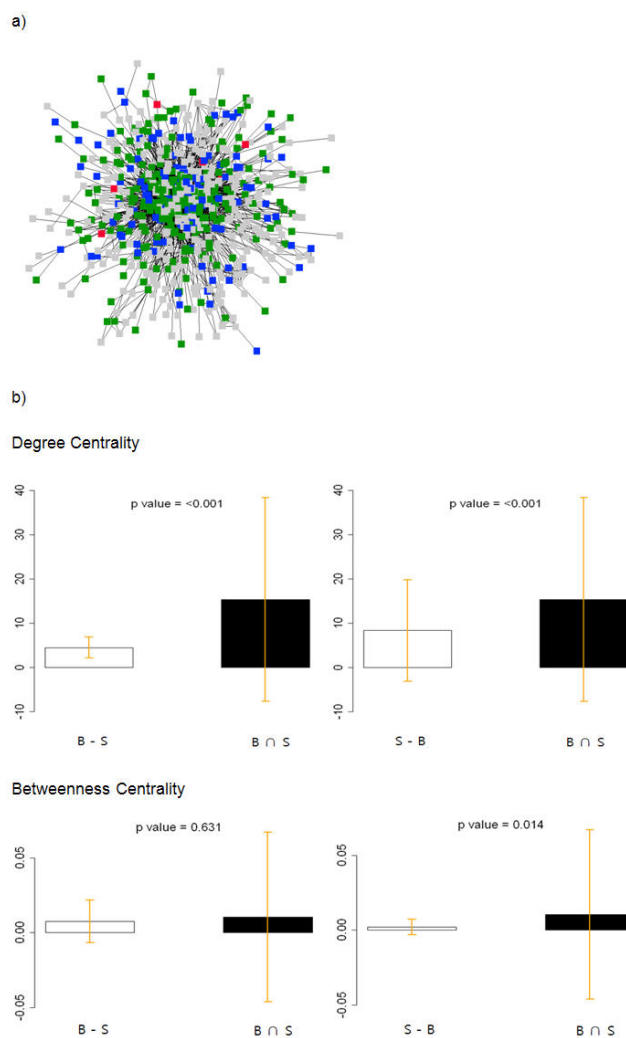 a)
b)
Degree Centrality
p value = <0.001
40
30
20
10
0
-10
B - S
B ∩ S
p value = <0.001
40
30
20
10
0
-10
S - B
B ∩ S
Betweenness Centrality
p value = 0.631
0.05
0.00
-0.05
B - S
B ∩ S
p value = 0.014
0.05
0.00
-0.05
S - B
B ∩ S